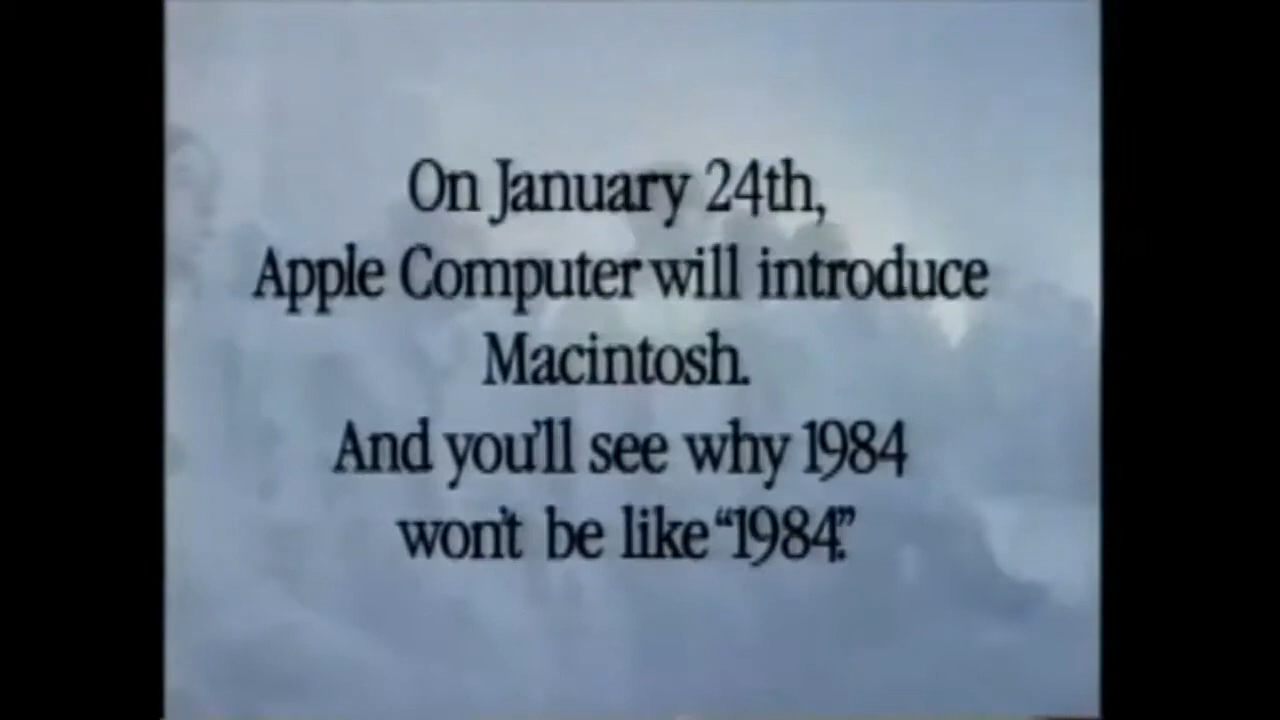 On January 24th,
Apple Computer will introduce
Macintosh.
And you'll see why 1984
won't be like “1984.”